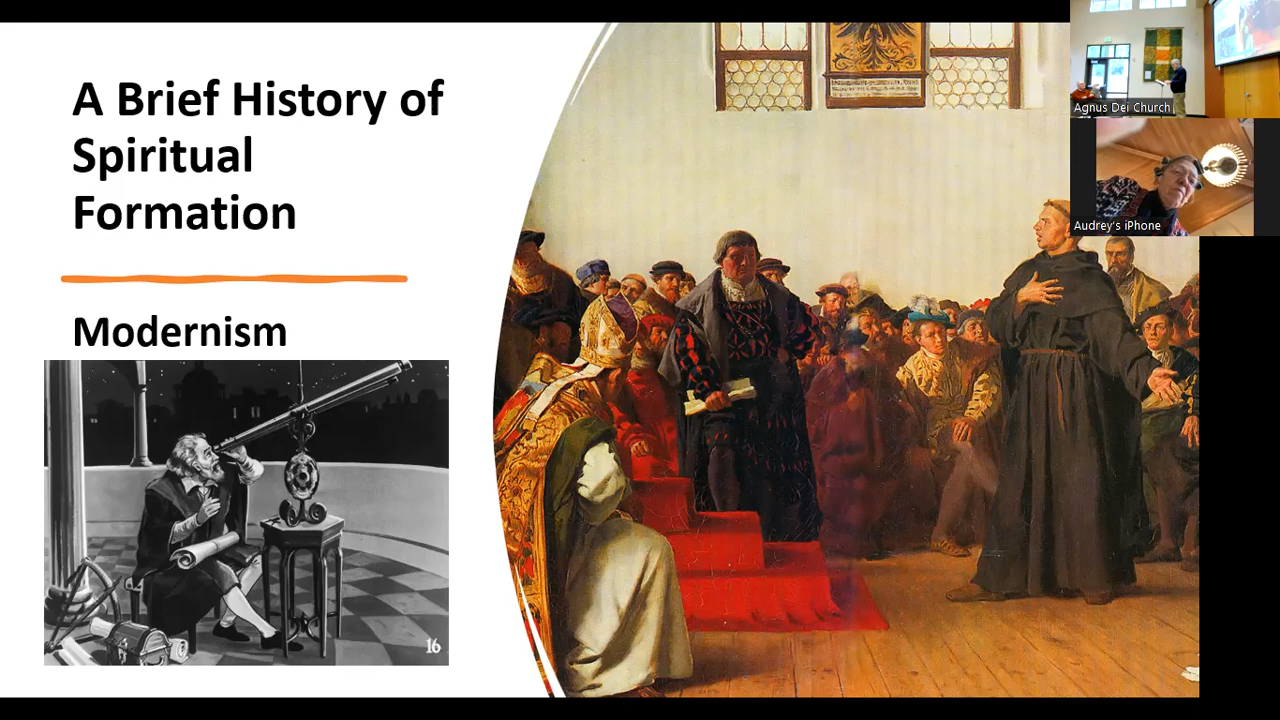 A Brief History of
Spiritual
Formation
Modernism
16
Agnus Dei Church
Audrey's iPhone